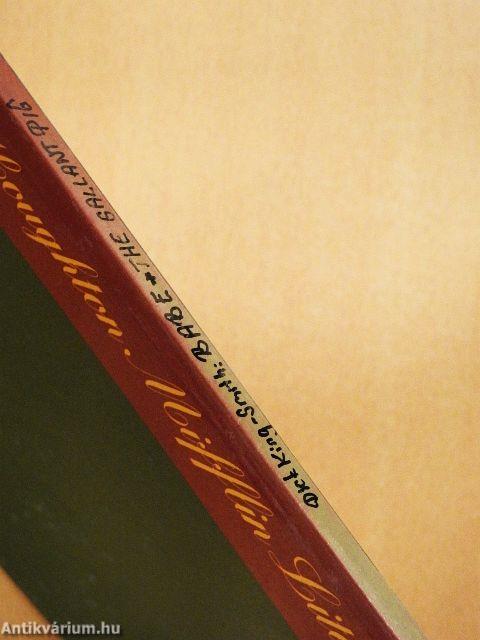 Dick King-Smith: BABE + THE GALLANT PIG
Houghton Mifflin
Antikvárium.hu